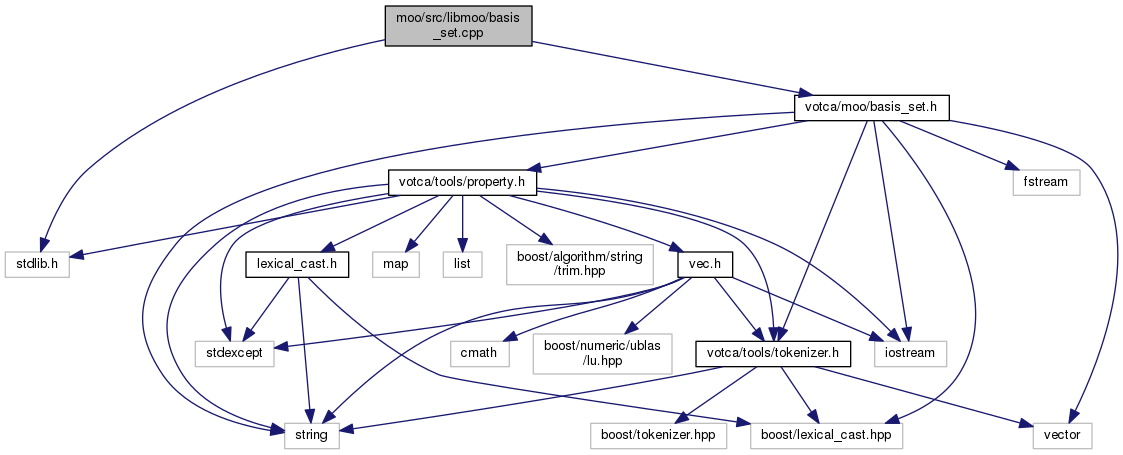 moo/src/libmoo/basis
_set.cpp
votca/moo/basis_set.h
votca/tools/property.h
fstream
stdlib.h
lexical_cast.h
map
list
boost/algorithm/string
/trim.hpp
vec.h
stdexcept
cmath
boost/numeric/ublas
/lu.hpp
votca/tools/tokenizer.h
iostream
string
boost/tokenizer.hpp
boost/lexical_cast.hpp
vector